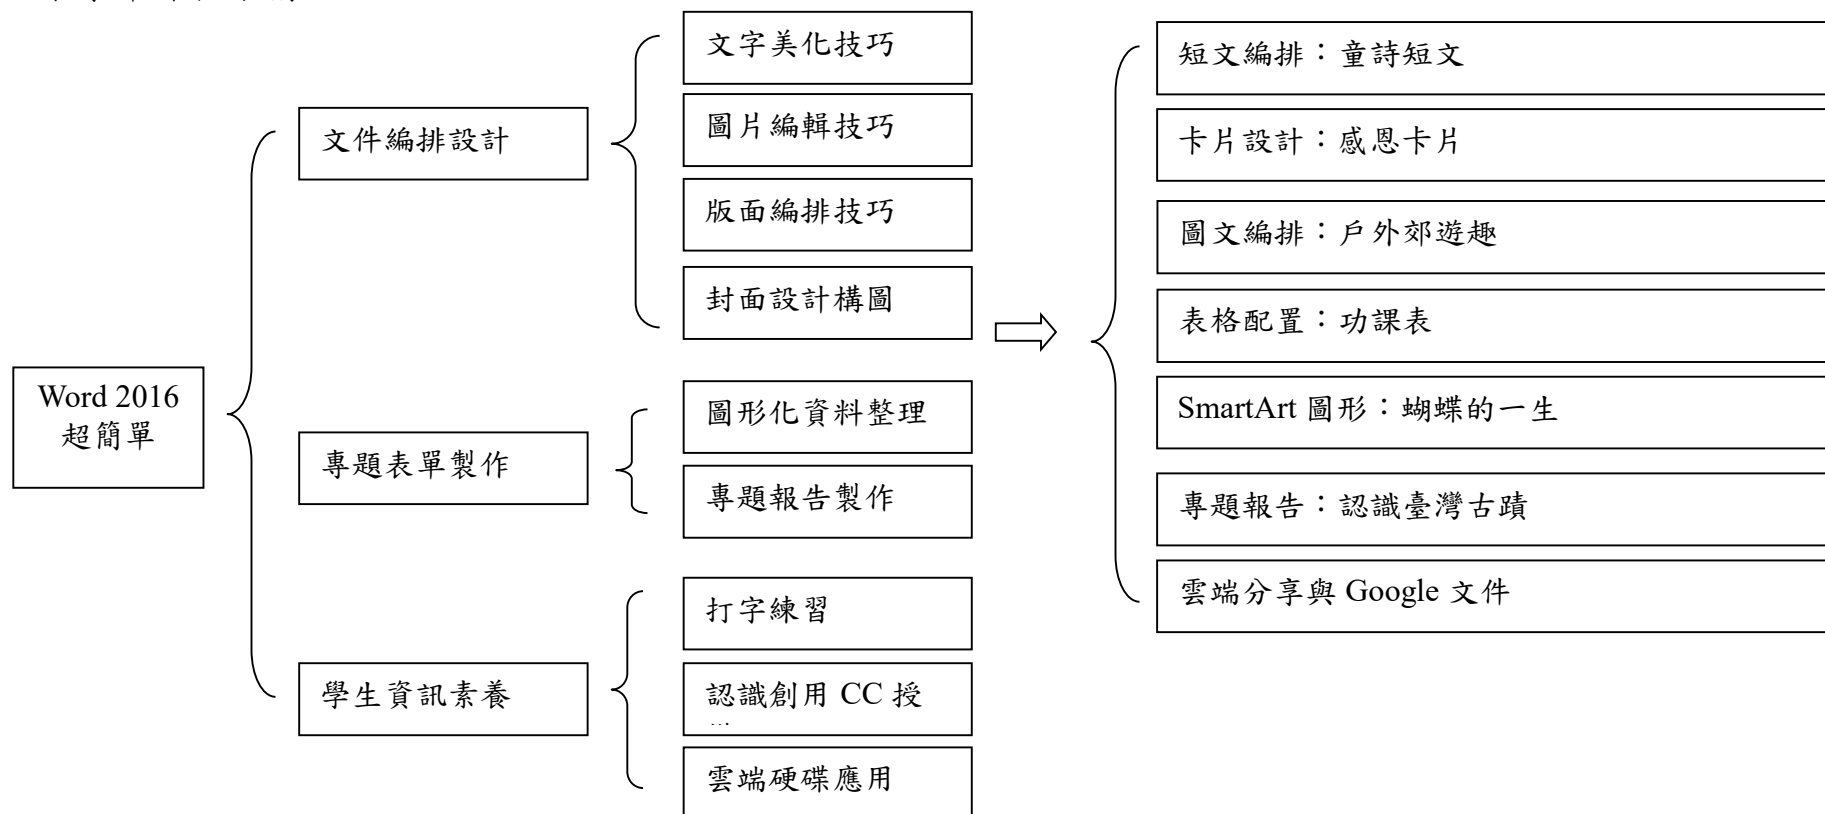 Word 2016
超簡單
文件編排設計
文字美化技巧
圖片編輯技巧
版面編排技巧
封面設計構圖
專題表單製作
圖形化資料整理
專題報告製作
學生資訊素養
打字練習
認識創用 CC 授
雲端硬碟應用
短文編排：童詩短文
卡片設計：感恩卡片
圖文編排：戶外郊遊趣
表格配置：功課表
SmartArt 圖形：蝴蝶的一生
專題報告：認識臺灣古蹟
雲端分享與 Google 文件